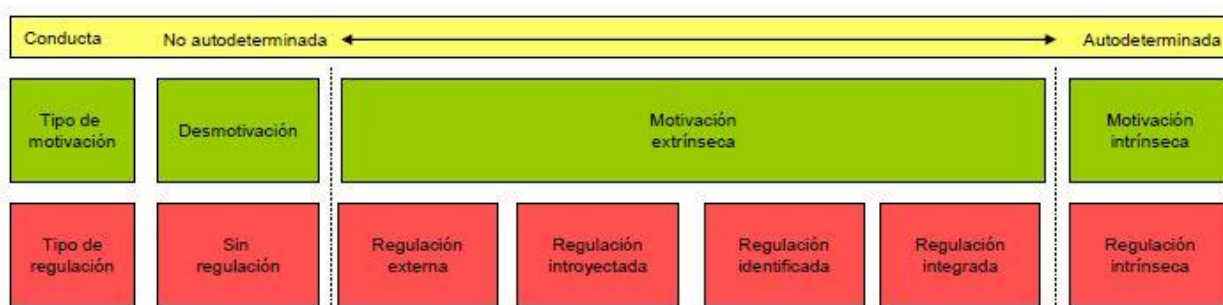 Conducta No autodeterminada Autodeterminada
Tipo de
motivación
Desmotivación
Motivación
extrínseca
Motivación
intrínseca
Tipo de
regulación
Sin
regulación
Regulación
externa
Regulación
introyectada
Regulación
identificada
Regulación
integrada
Regulación
intrínseca